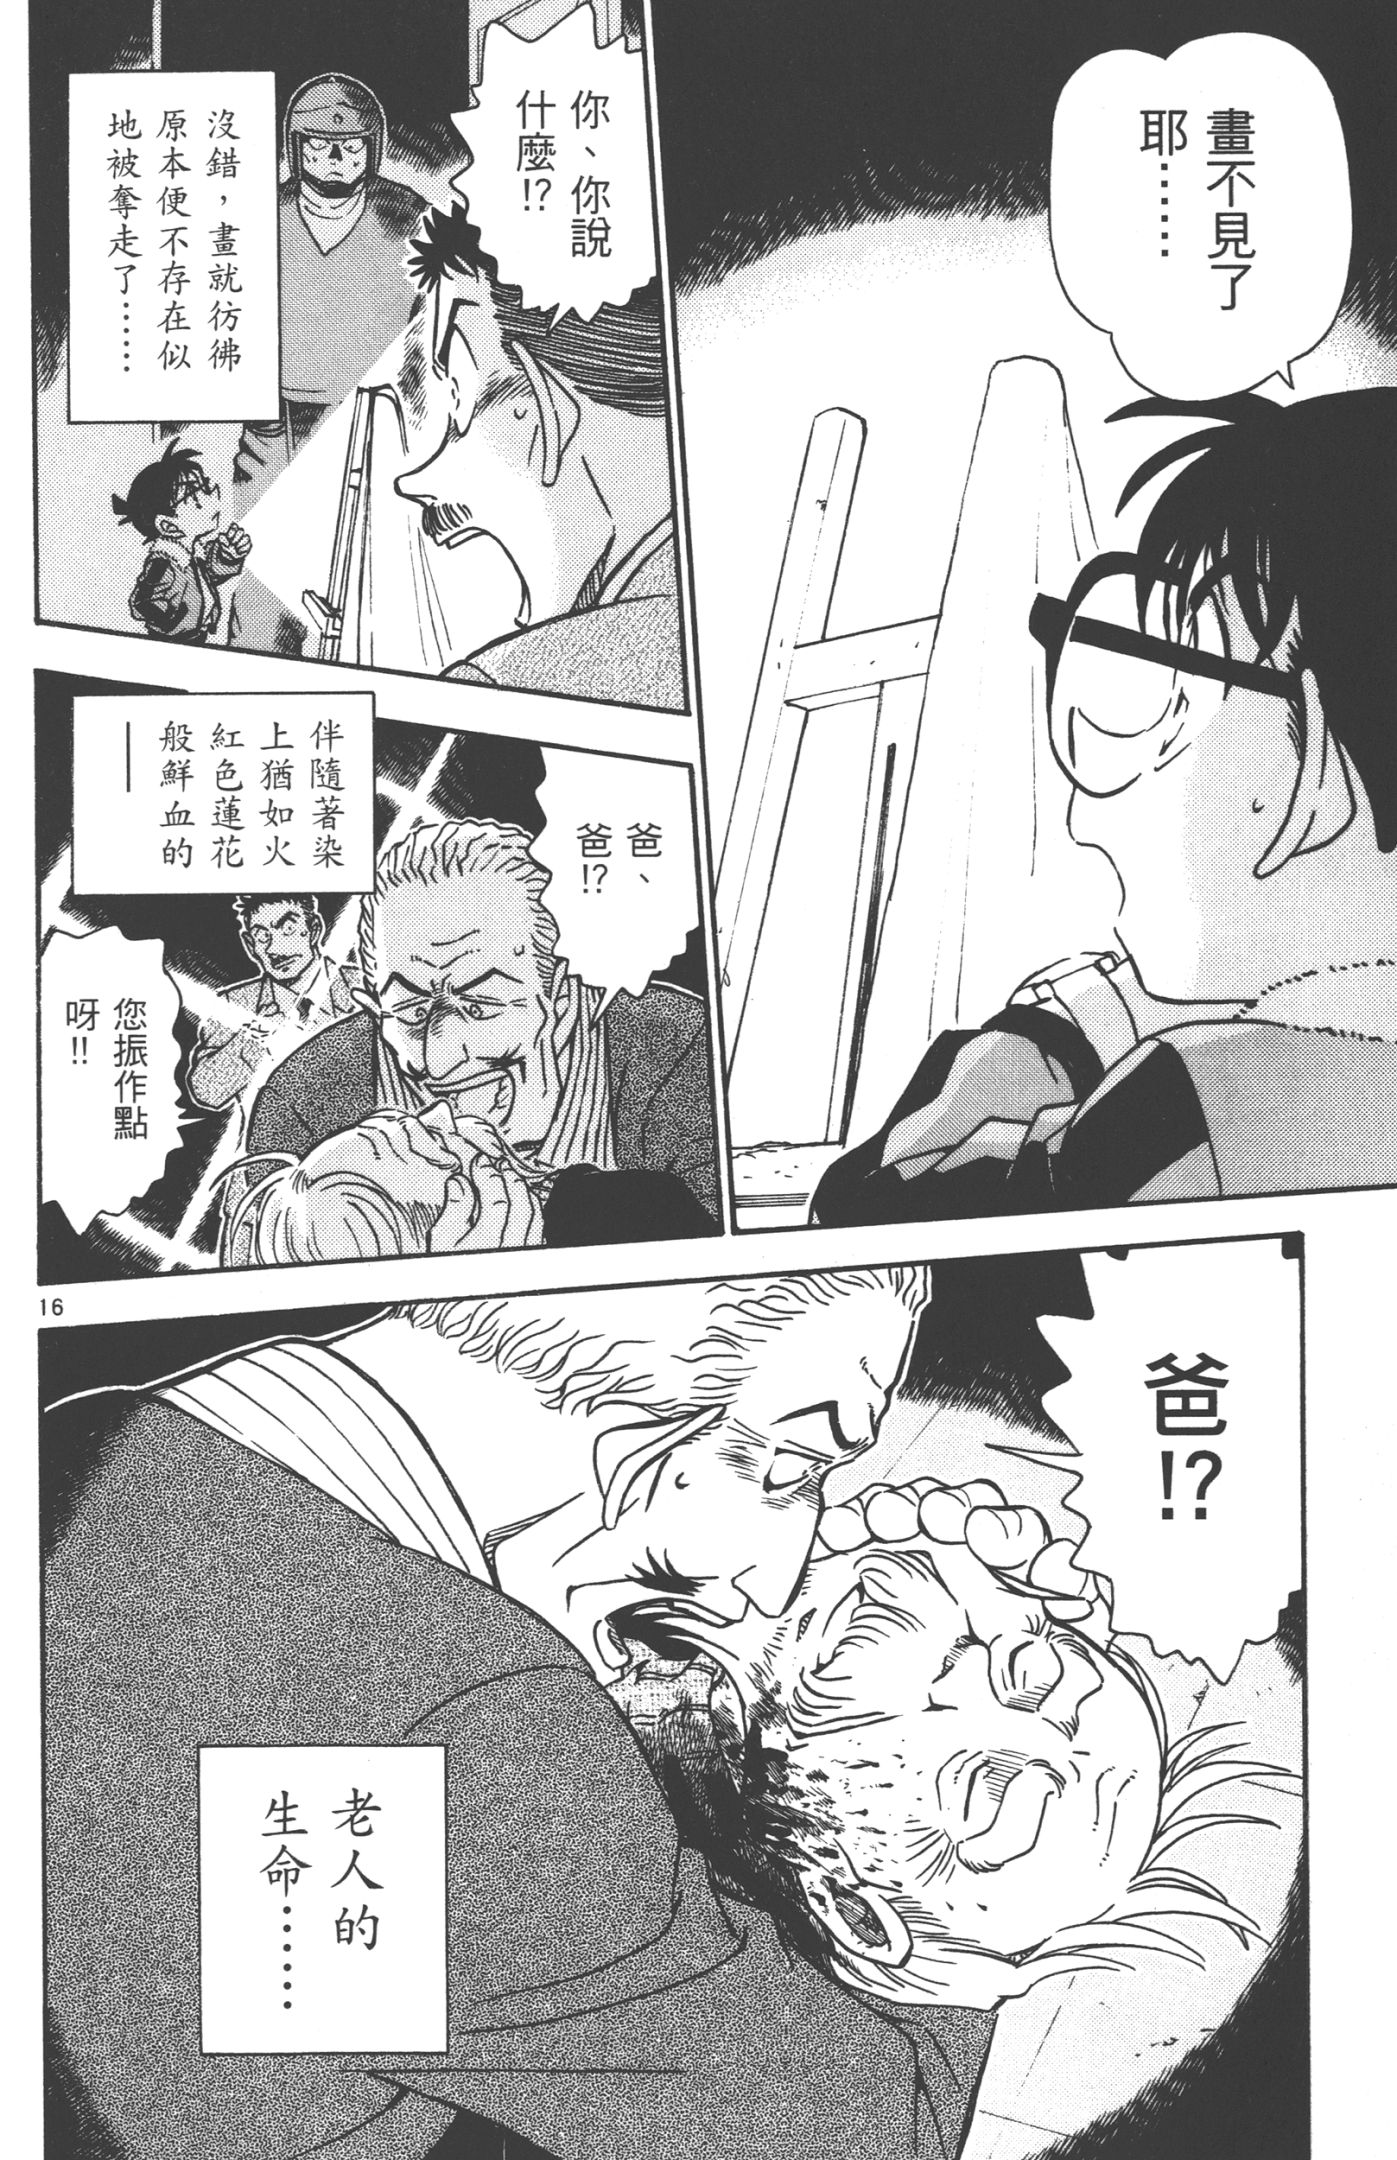 畫不見了
耶……
你、你說
什麼!?
沒錯，畫就彷彿
原本便不存在似
地被奪走了……
爸、
爸!?
伴隨著染
上猶如火
紅色蓮花
般鮮血的
——
您振作點
呀!!
16
爸!?
老人的
生命……